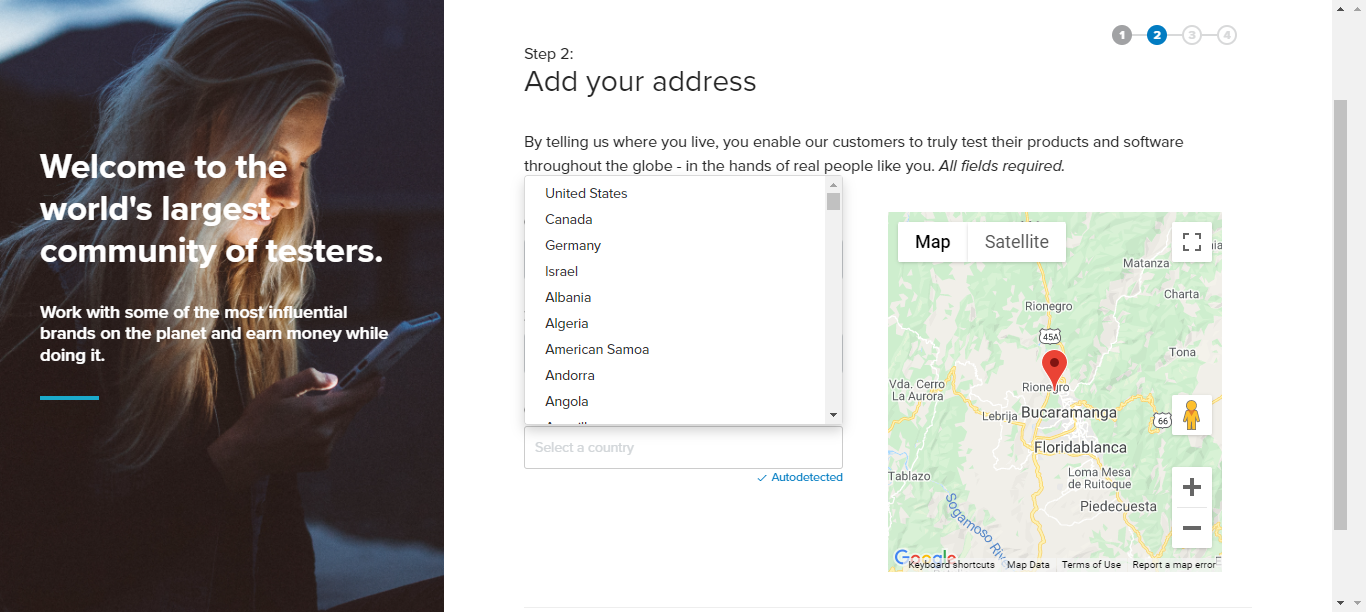 Welcome to the
world's largest
community of testers.
Work with some of the most influential
brands on the planet and earn money while
doing it.
1 2 3 4
Step 2:
Add your address
By telling us where you live, you enable our customers to truly test their products and software
throughout the globe - in the hands of real people like you. All fields required.
United States
Canada
Germany
Israel
Albania
Algeria
American Samoa
Andorra
Angola
Select a country
Autodetected
Map Satellite
Matanza
Charta
Rionegro
45A
Tona
Rionegro
Vda. Cerro
La Aurora
Lebrija
Bucaramanga
66
Floridablanca
Loma Mesa
de Ruitoque
Tablazo
Piedecuesta
Sogamoso Riv
Google
Keyboard shortcuts Map Data Terms of Use Report a map error